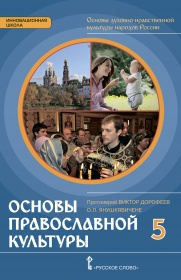 ИННОВАЦИОННАЯ
ШКОЛА
Основы духовно-нравственной
культуры народов России
Протоиерей ВИКТОР ДОРОФЕЕВ
О.Л. ЯНУШКЯВИЧЕНЕ
ОСНОВЫ
ПРАВОСЛАВНОЙ
КУЛЬТУРЫ
5
«РУССКОЕ СЛОВО»